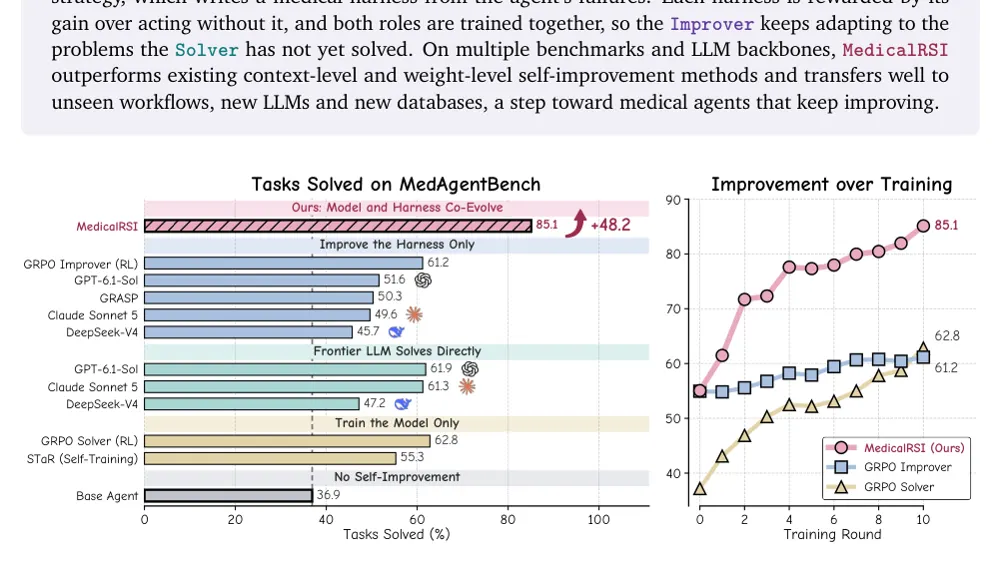 strategy, which writes a medical harness from the agent's failures. Each harness is rewarded by its
gain over acting without it, and both roles are trained together, so the Improver keeps adapting to the
problems the Solver has not yet solved. On multiple benchmarks and LLM backbones, MedicalRSI
outperforms existing context-level and weight-level self-improvement methods and transfers well to
unseen workflows, new LLMs and new databases, a step toward medical agents that keep improving.
Tasks Solved on MedAgentBench
Ours: Model and Harness Co-Evolve
MedicalRSI 85.1 +48.2
Improve the Harness Only
GRPO Improver (RL) 61.2
GPT-6.1-Sol 51.6
GRASP 50.3
Claude Sonnet 5 49.6
DeepSeek-V4 45.7
Frontier LLM Solves Directly
GPT-6.1-Sol 61.9
Claude Sonnet 5 61.3
DeepSeek-V4 47.2
Train the Model Only
GRPO Solver (RL) 62.8
STaR (Self-Training) 55.3
No Self-Improvement
Base Agent 36.9
0 20 40 60 80 100
Tasks Solved (%)
Improvement over Training
90
80
70
60
50
40
85.1
62.8
61.2
MedicalRSI (Ours)
GRPO Improver
GRPO Solver
0 2 4 6 8 10
Training Round